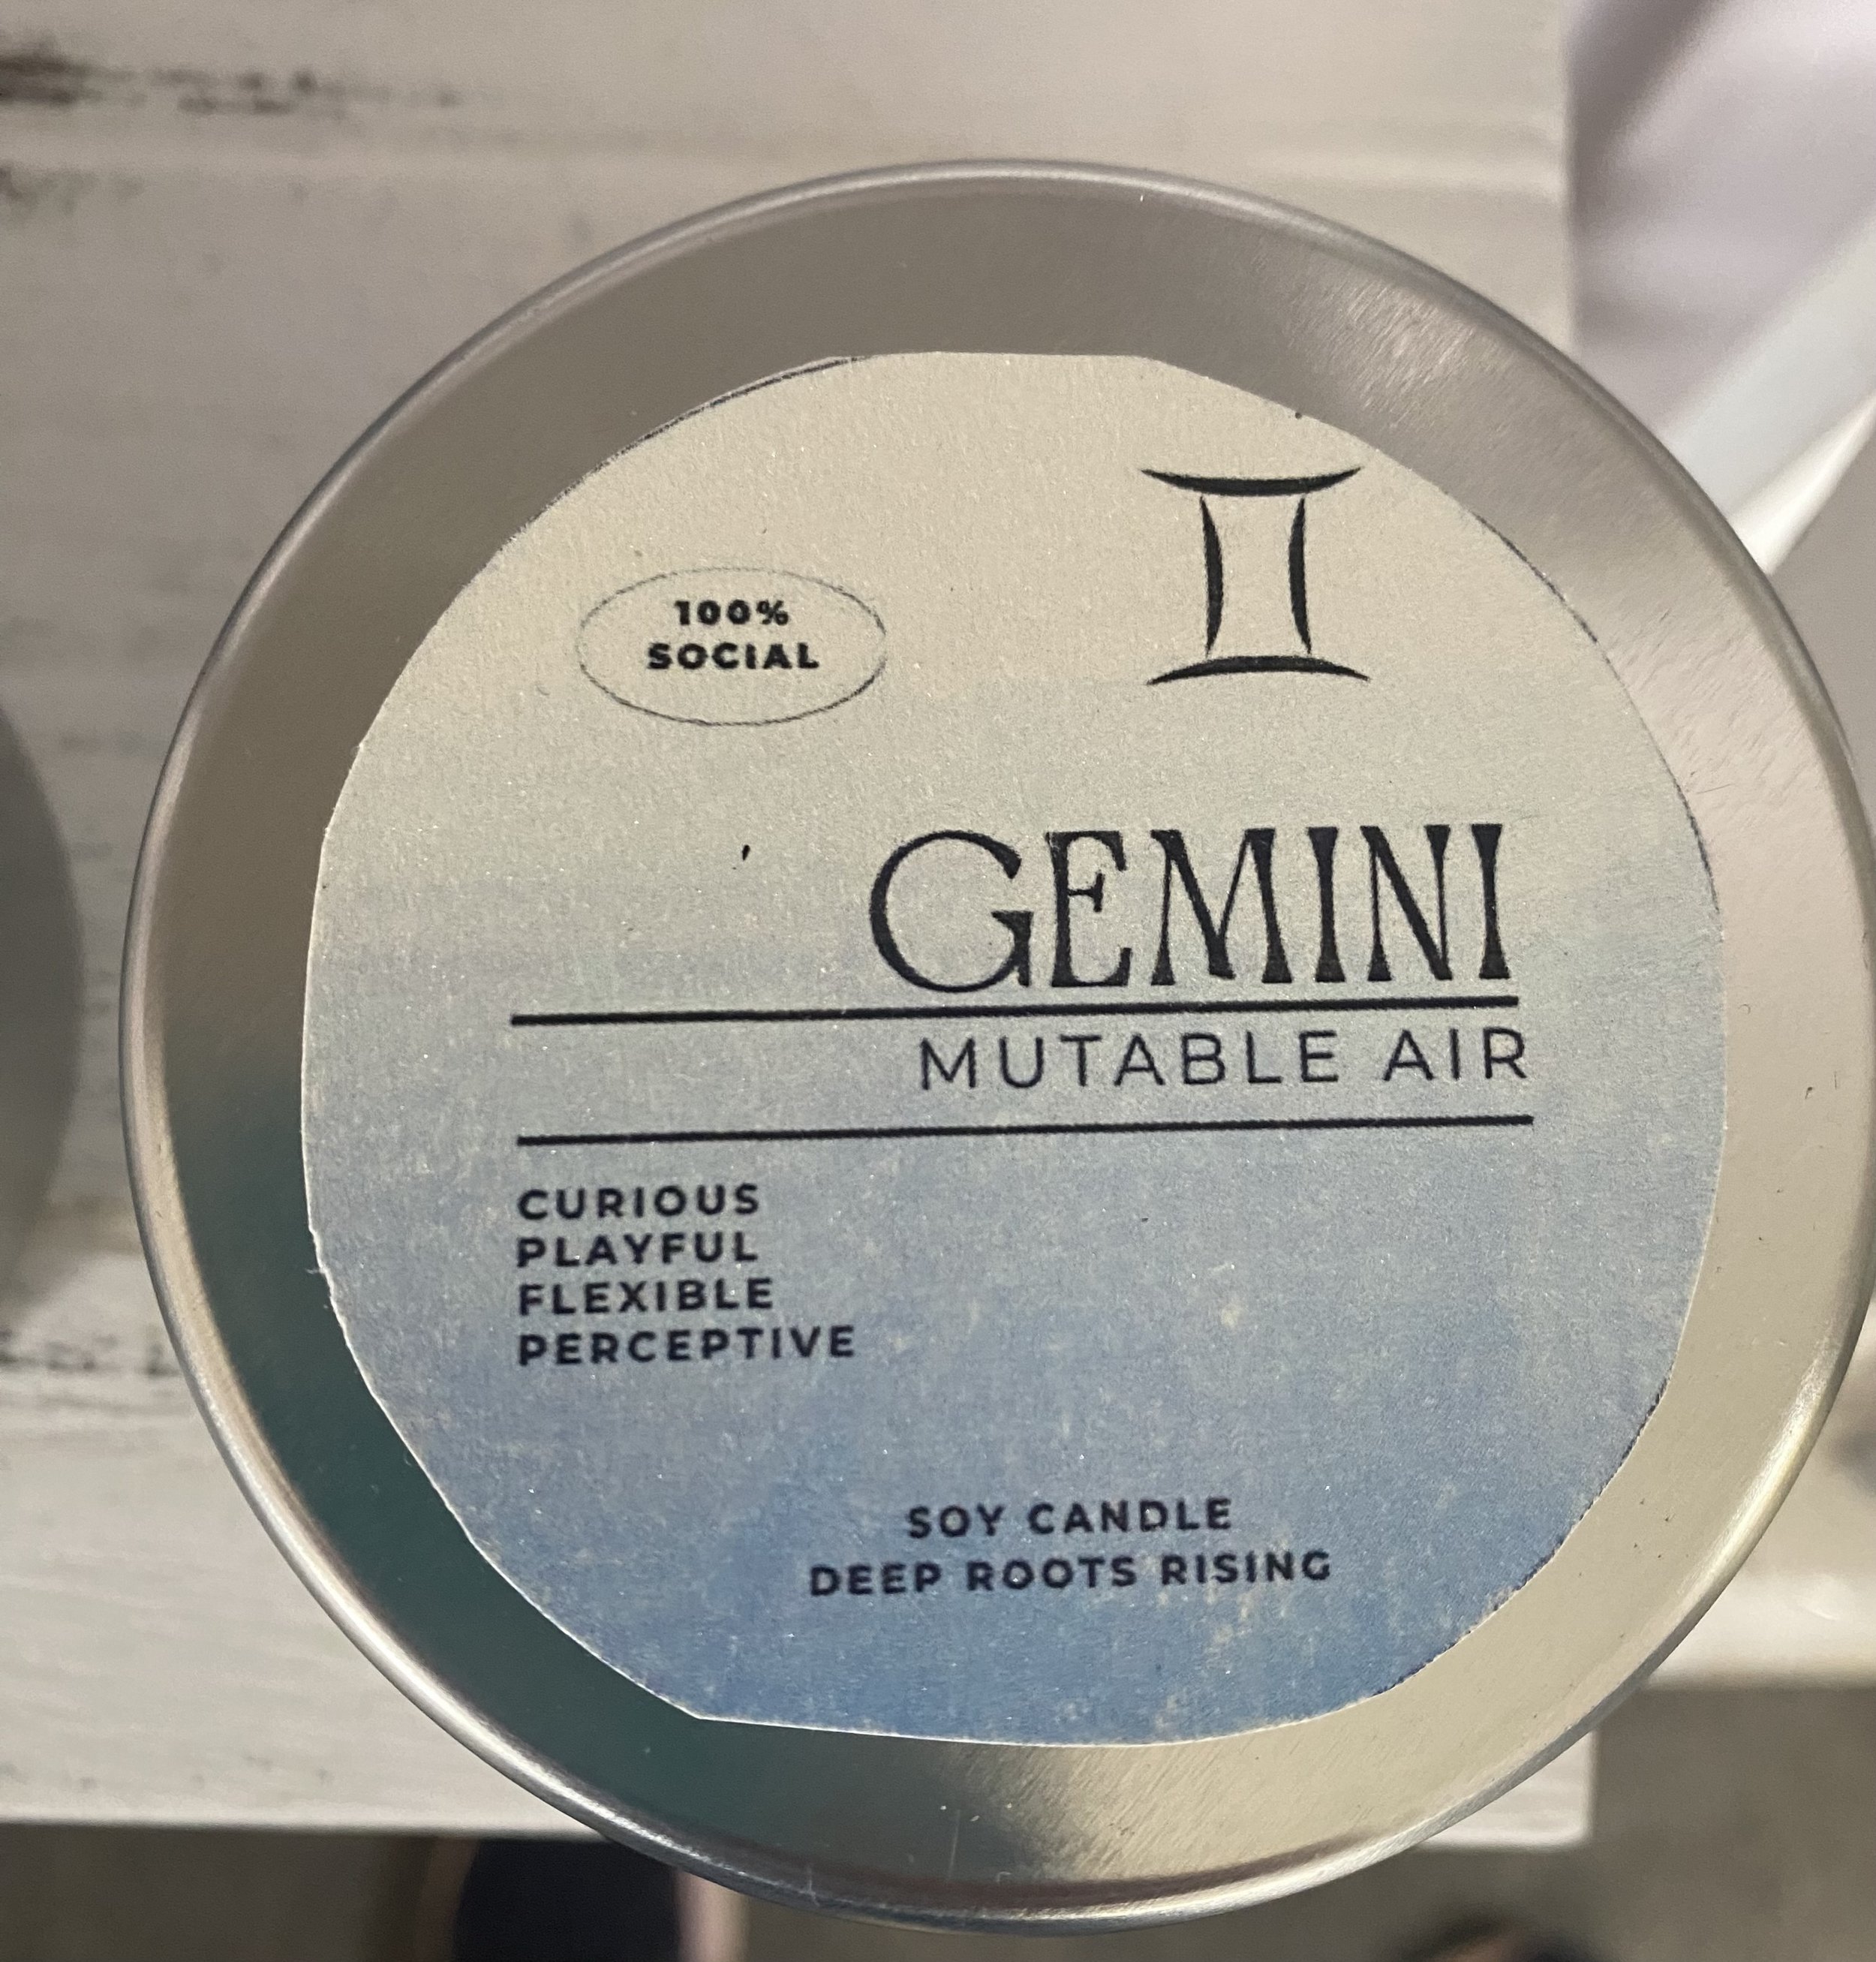 100%
SOCIAL
GEMINI
MUTABLE AIR
CURIOUS
PLAYFUL
FLEXIBLE
PERCEPTIVE
SOY CANDLE
DEEP ROOTS RISING